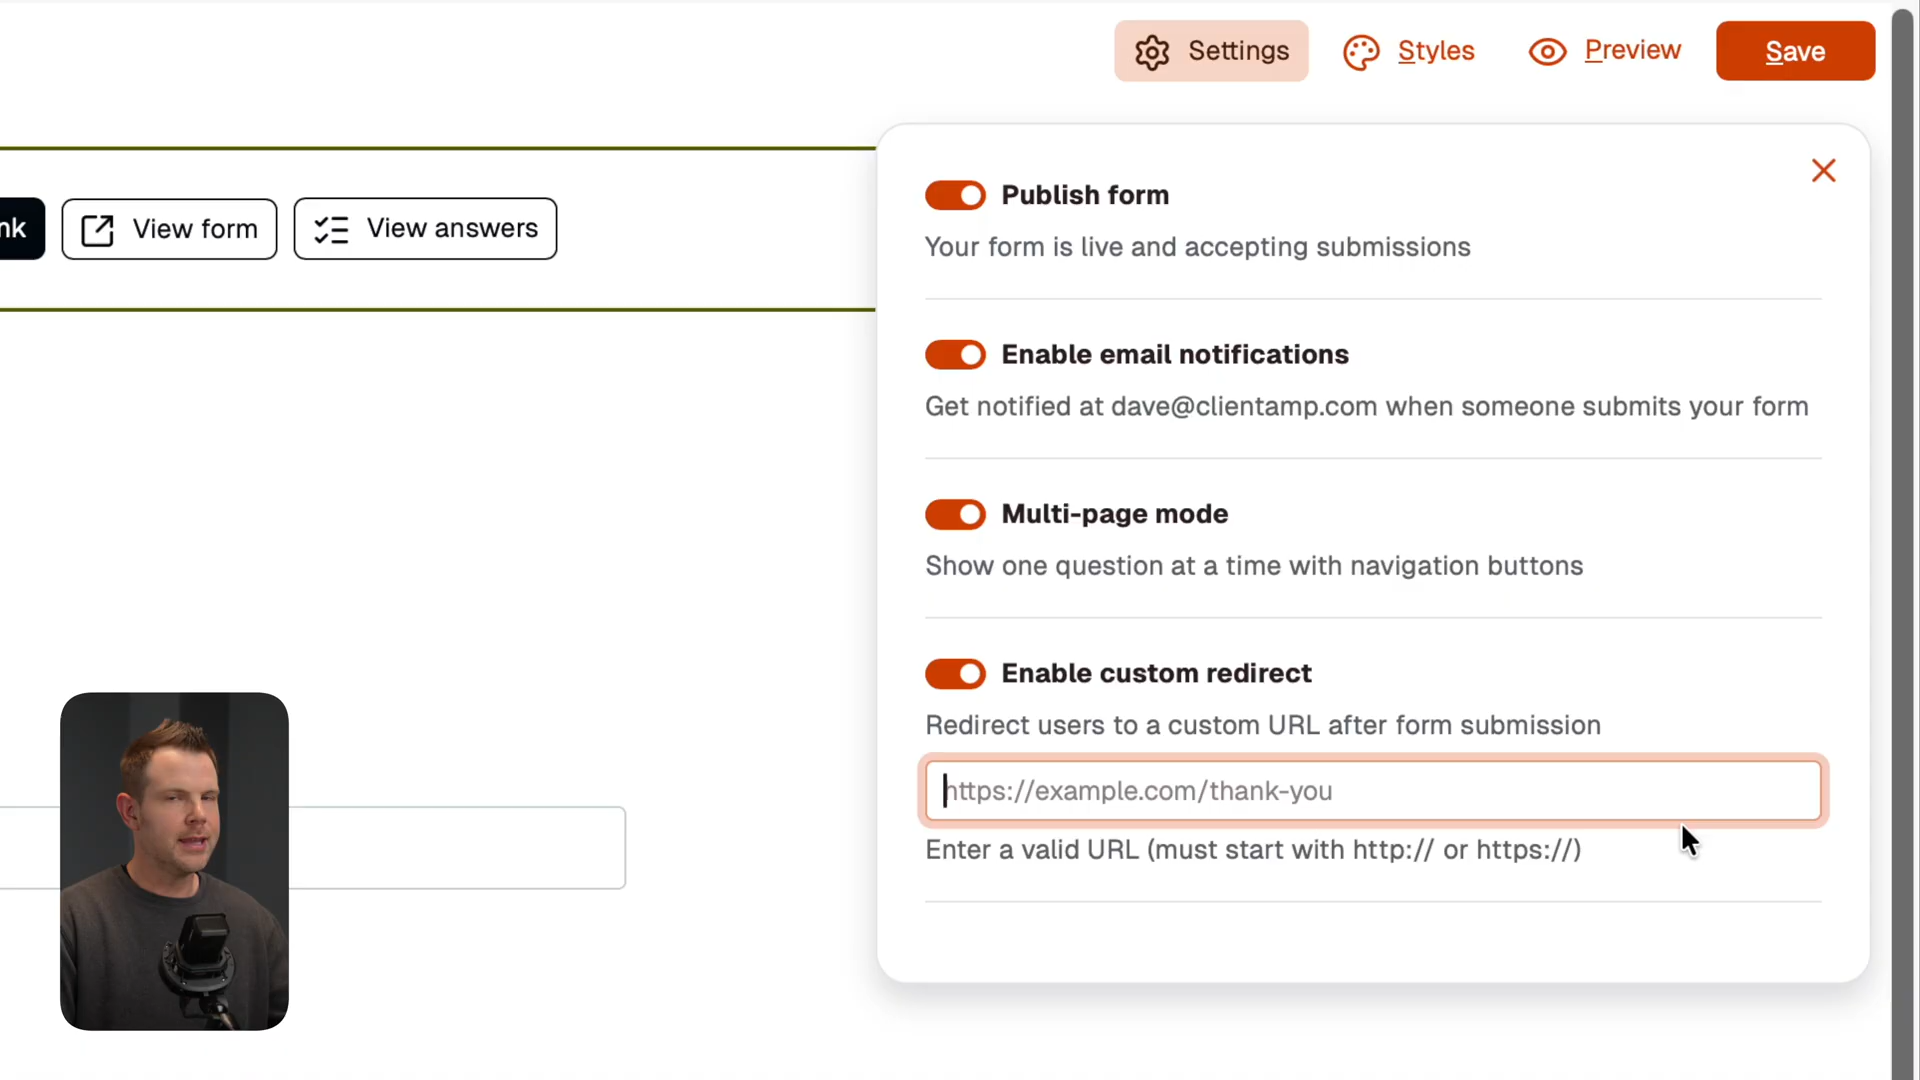 Settings
Styles
Preview
Save
nk
View form
View answers
Publish form
Your form is live and accepting submissions
Enable email notifications
Get notified at dave@clientamp.com when someone submits your form
Multi-page mode
Show one question at a time with navigation buttons
Enable custom redirect
Redirect users to a custom URL after form submission
https://example.com/thank-you
Enter a valid URL (must start with http:// or https://)